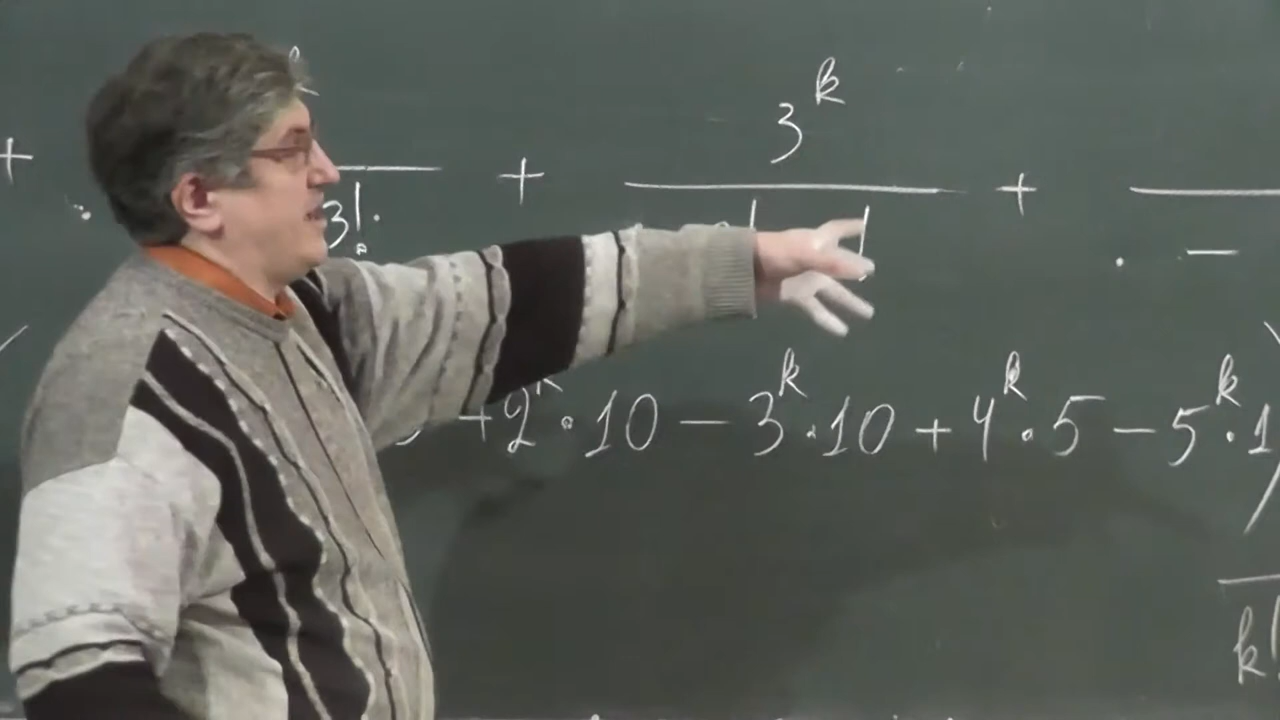 + 3! + 3^k +
+2^k · 10 − 3^k · 10 + 4^k · 5 − 5^k · 1
k!